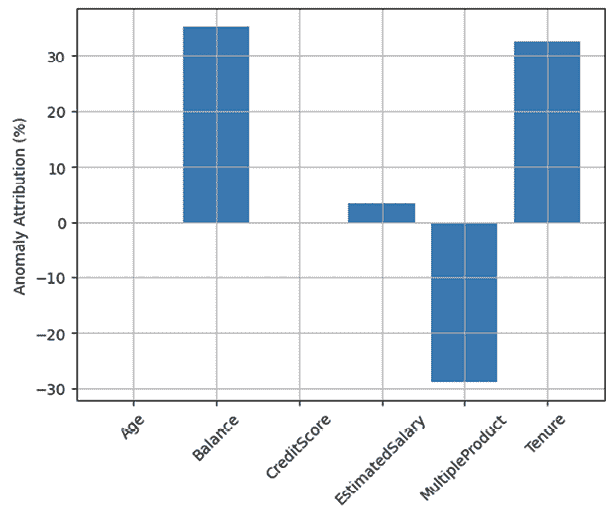 Anomaly Attribution (%)
30
20
10
0
−10
−20
−30
Age
Balance
CreditScore
EstimatedSalary
MultipleProduct
Tenure